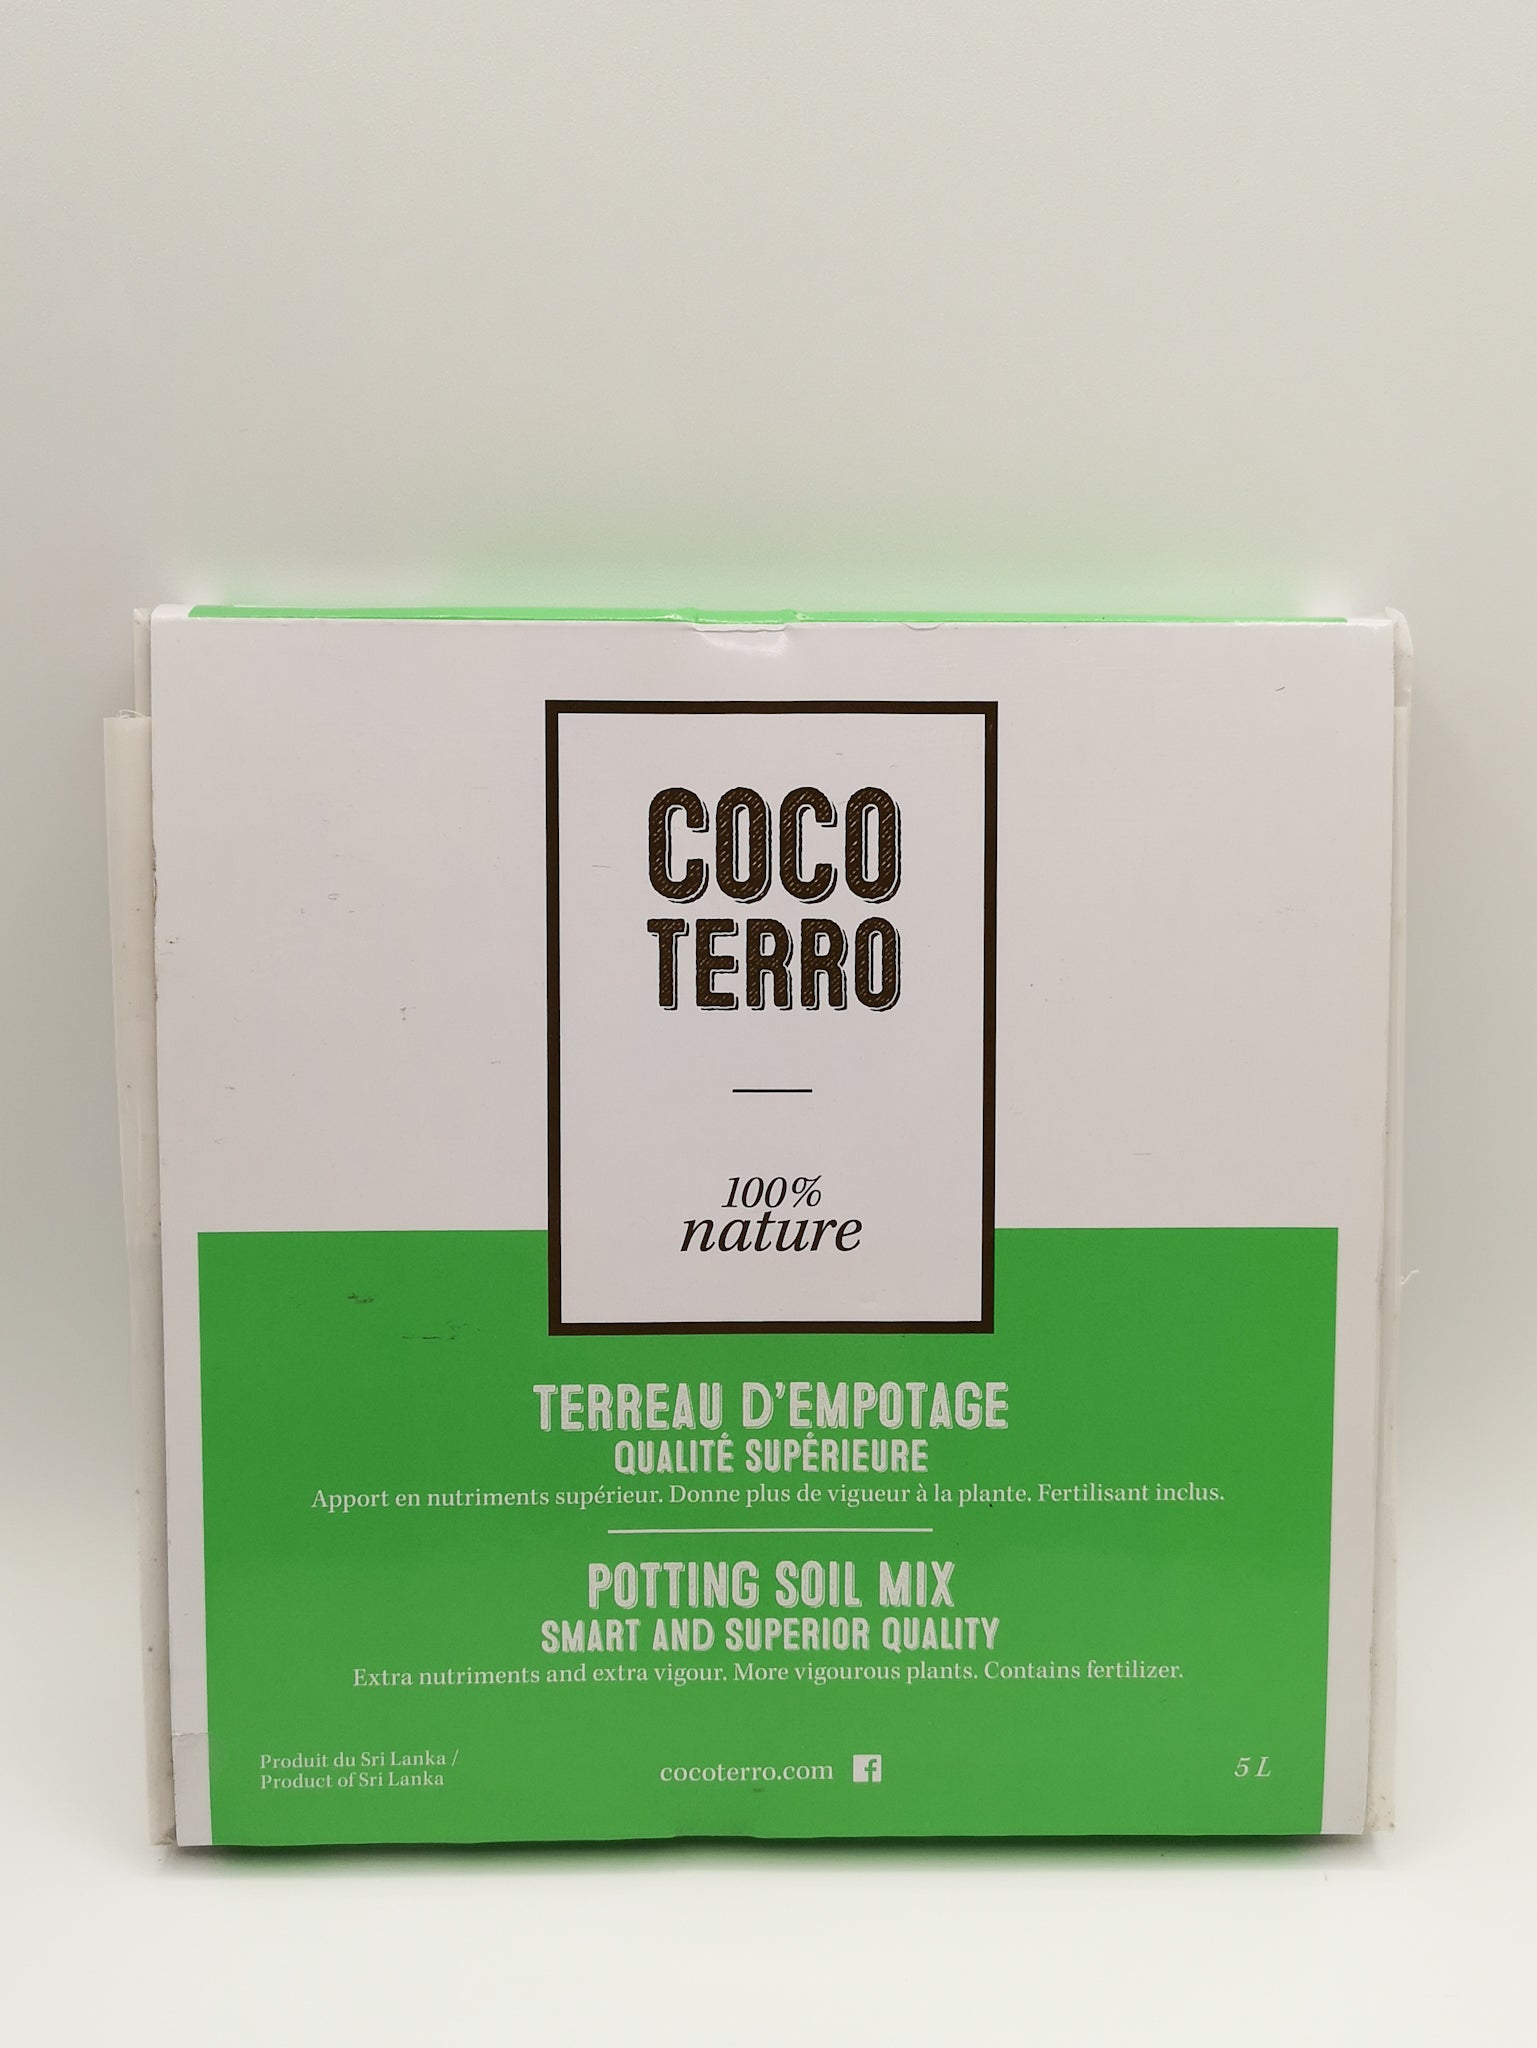 COCO
TERRO
100%
nature
TERREAU D'EMPOTAGE
QUALITÉ SUPÉRIEURE
Apport en nutriments supérieur. Donne plus de vigueur à la plante. Fertilisant inclus.
POTTING SOIL MIX
SMART AND SUPERIOR QUALITY
Extra nutriments and extra vigour. More vigourous plants. Contains fertilizer.
Produit du Sri Lanka /
Product of Sri Lanka
cocoterro.com f
5 L